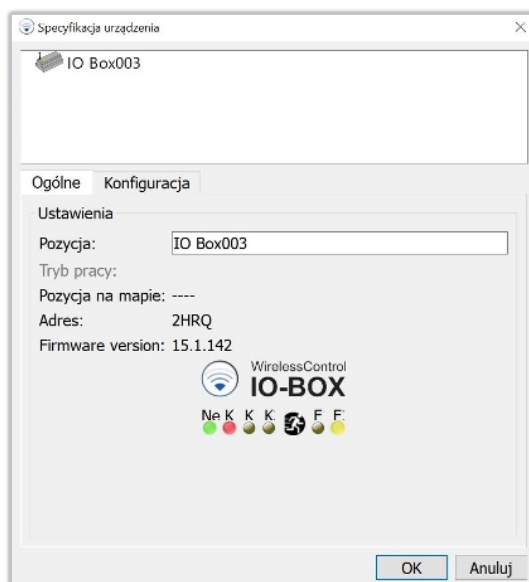 Specyfikacja urządzenia
IO Box003
Ogólne Konfiguracja
Ustawienia
Pozycja: IO Box003
Tryb pracy:
Pozycja na mapie: ----
Adres: 2HRQ
Firmware version: 15.1.142
WirelessControl
IO-BOX
Ne K K K: F F:
OK Anuluj